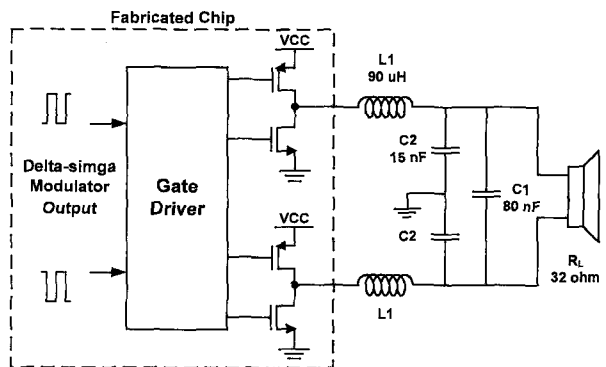 Fabricated Chip
VCC
L1
90 uH
C2
15 nF
Delta-simga
Modulator
Output
Gate
Driver
C1
80 nF
VCC
C2
L1
RL
32 ohm